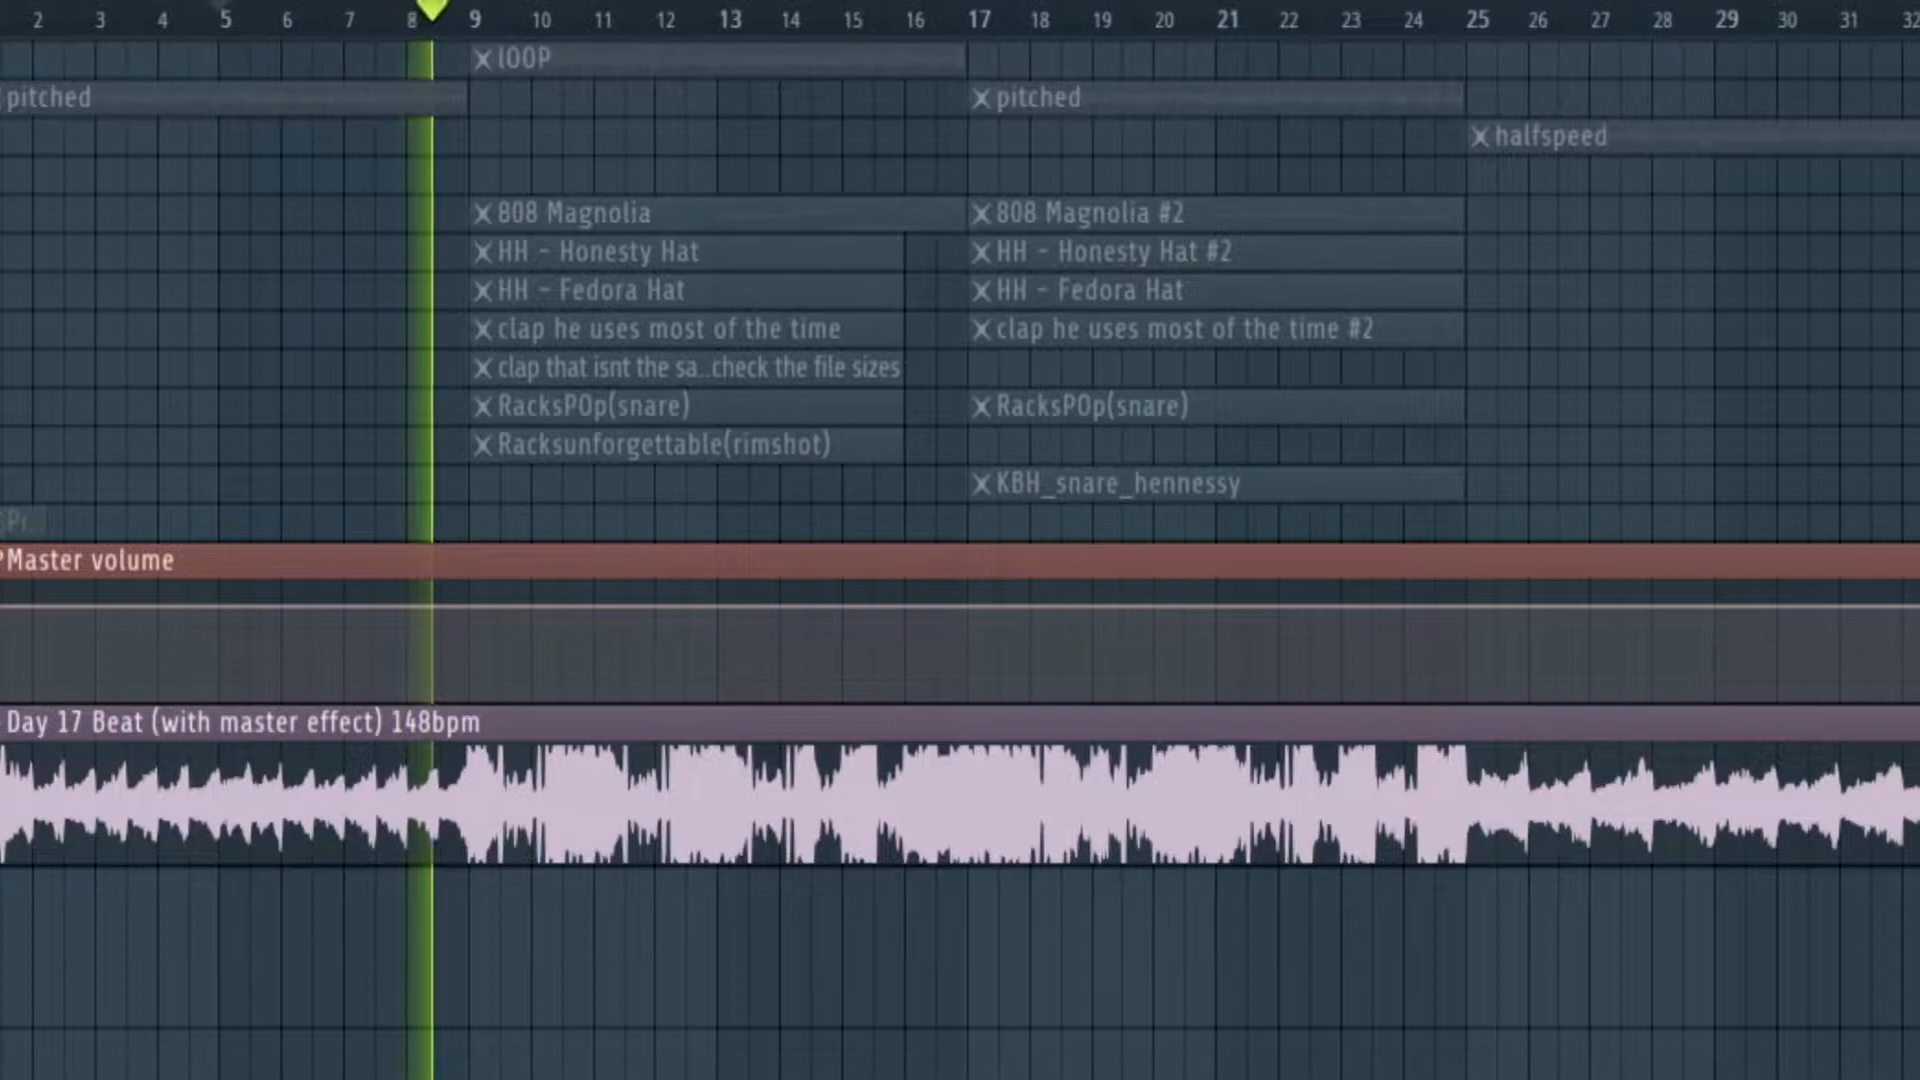 2 3 4 5 6 7 8 9 10 11 12 13 14 15 16 17 18 19 20 21 22 23 24 25 26 27 28 29 30 31 32
lOOP
pitched pitched
halfspeed
808 Magnolia 808 Magnolia #2
HH - Honesty Hat HH - Honesty Hat #2
HH - Fedora Hat HH - Fedora Hat
clap he uses most of the time clap he uses most of the time #2
clap that isnt the sa..check the file sizes
RacksPOp(snare) RacksPOp(snare)
Racksunforgettable(rimshot)
KBH_snare_hennessy
Pr
Master volume
Day 17 Beat (with master effect) 148bpm